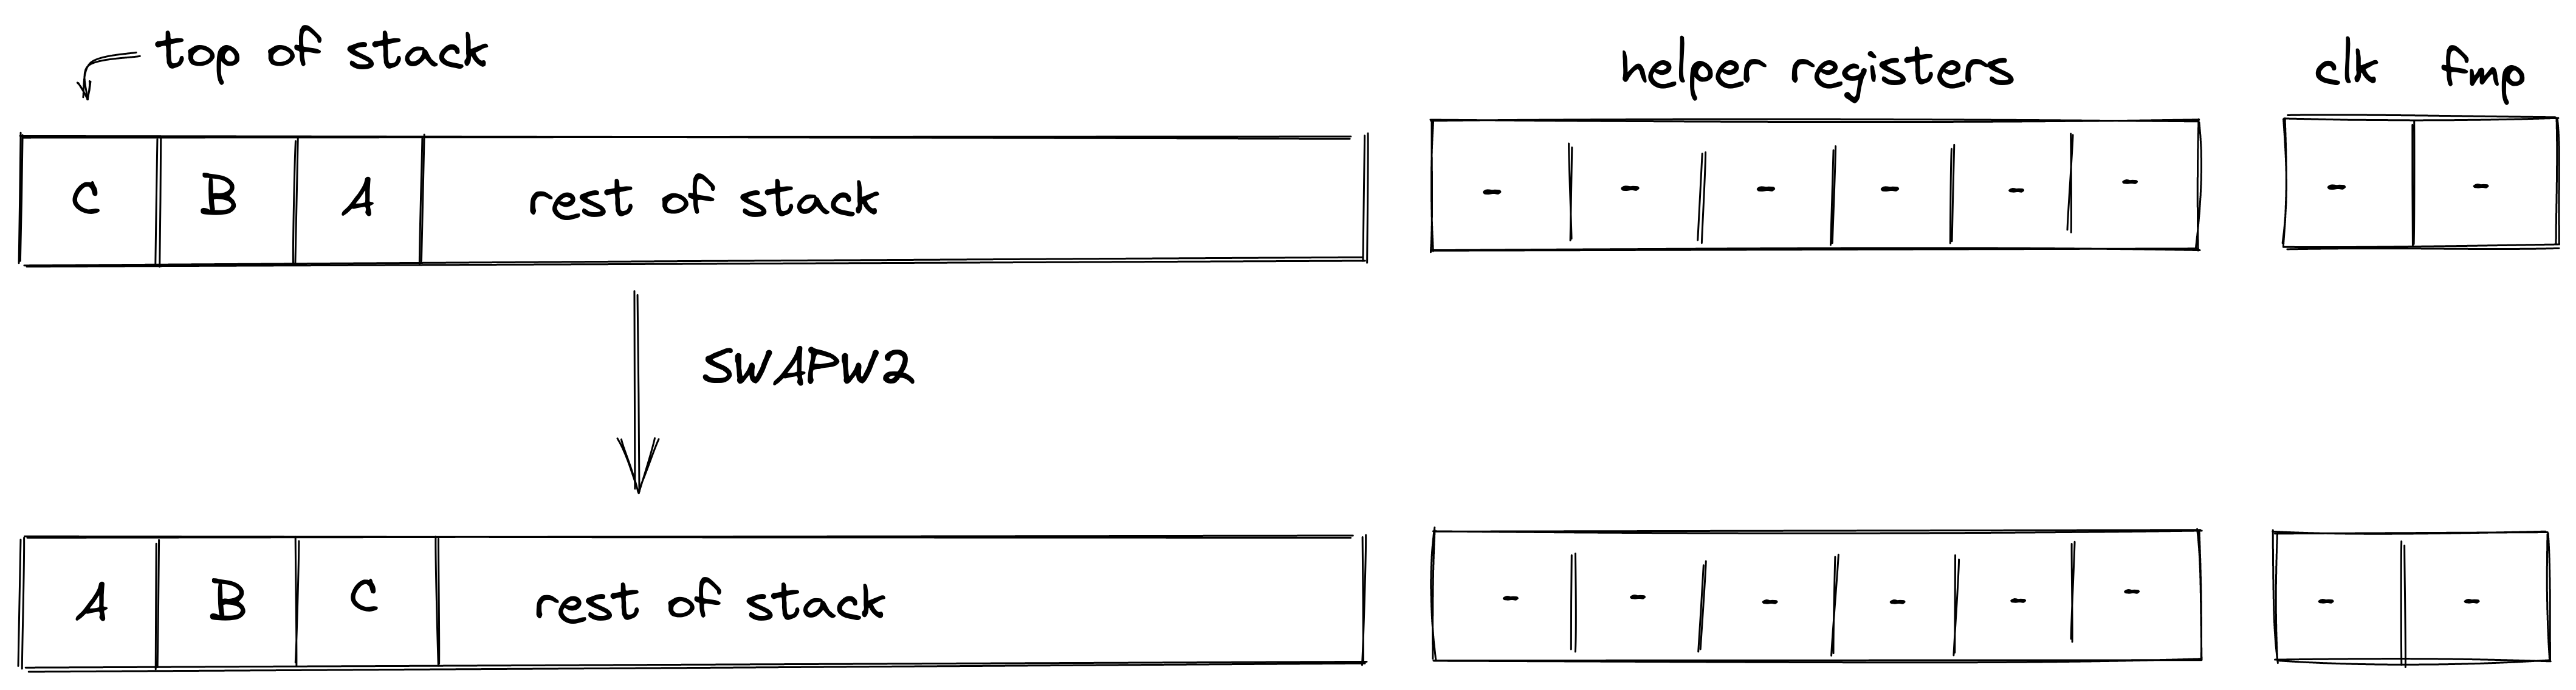 top of stack
helper registers
clk fmp
C B A rest of stack
- - - - - -
- -
SWAPW2
A B C rest of stack
- - - - - -
- -